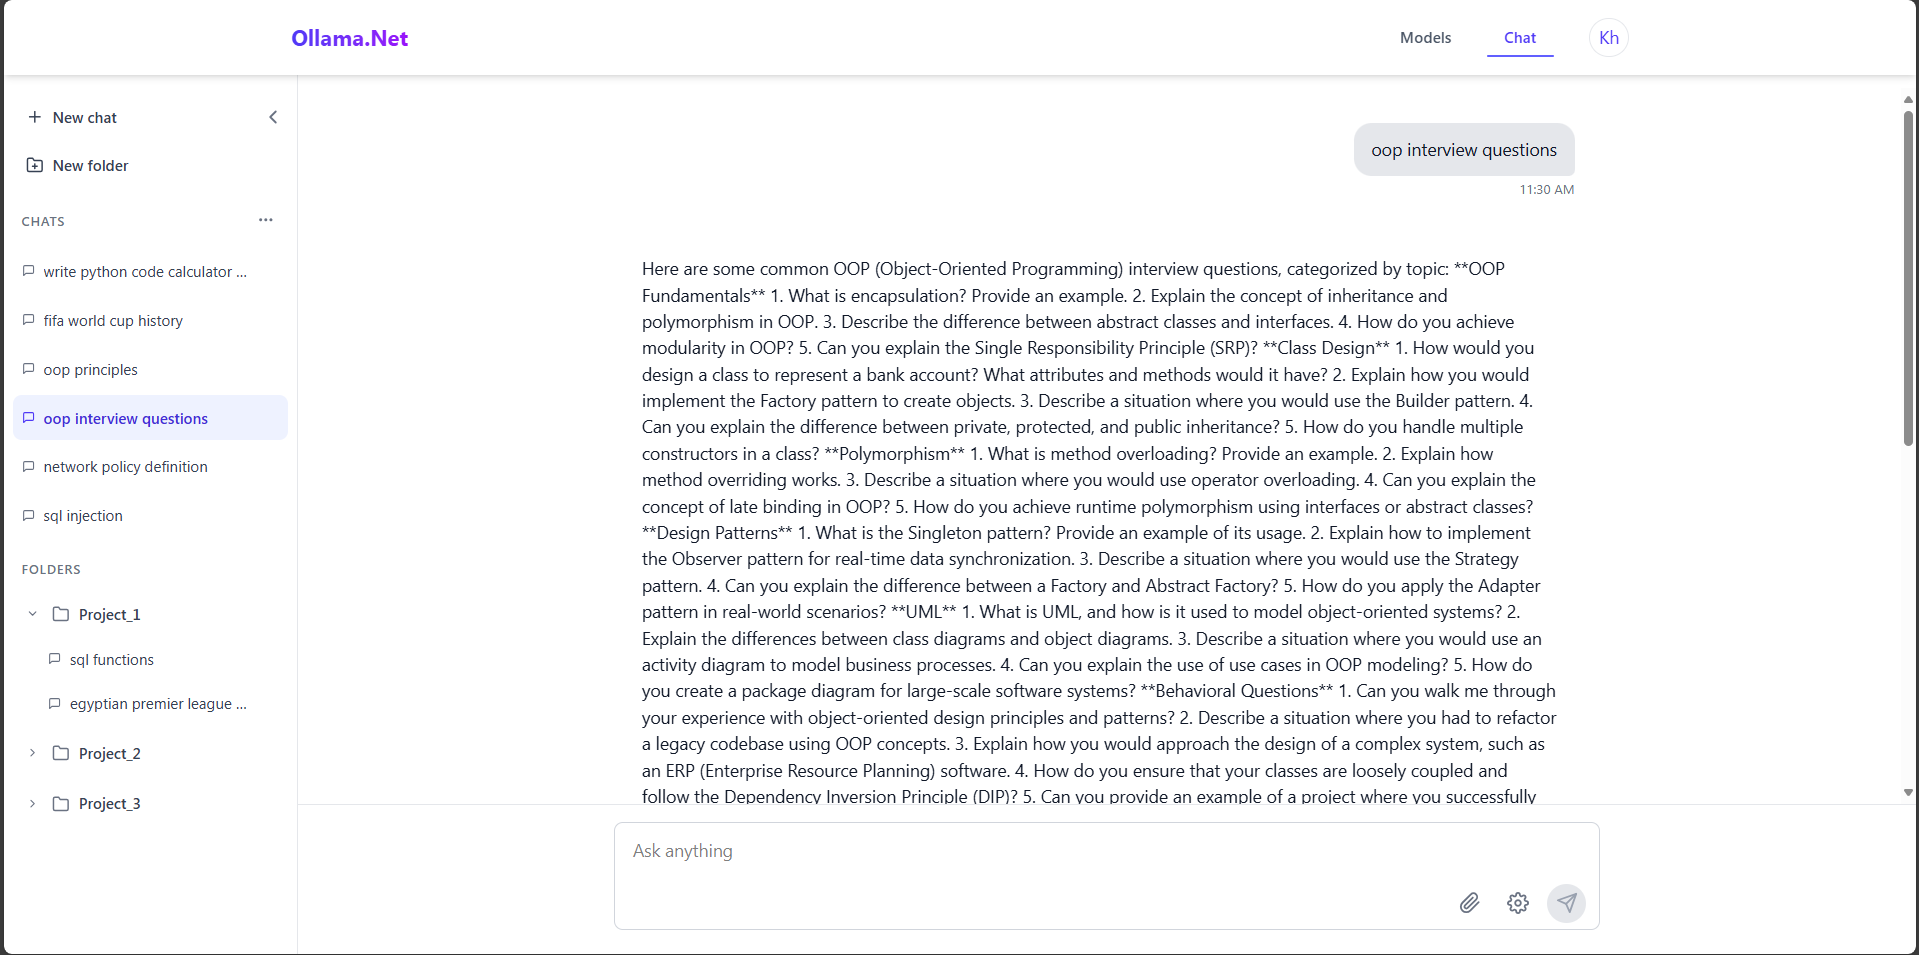 Ollama.Net
Models
Chat
Kh
New chat
New folder
CHATS
write python code calculator ...
fifa world cup history
oop principles
oop interview questions
network policy definition
sql injection
FOLDERS
Project_1
sql functions
egyptian premier league ...
Project_2
Project_3
oop interview questions
11:30 AM
Here are some common OOP (Object-Oriented Programming) interview questions, categorized by topic: **OOP
Fundamentals** 1. What is encapsulation? Provide an example. 2. Explain the concept of inheritance and
polymorphism in OOP. 3. Describe the difference between abstract classes and interfaces. 4. How do you achieve
modularity in OOP? 5. Can you explain the Single Responsibility Principle (SRP)? **Class Design** 1. How would you
design a class to represent a bank account? What attributes and methods would it have? 2. Explain how you would
implement the Factory pattern to create objects. 3. Describe a situation where you would use the Builder pattern. 4.
Can you explain the difference between private, protected, and public inheritance? 5. How do you handle multiple
constructors in a class? **Polymorphism** 1. What is method overloading? Provide an example. 2. Explain how
method overriding works. 3. Describe a situation where you would use operator overloading. 4. Can you explain the
concept of late binding in OOP? 5. How do you achieve runtime polymorphism using interfaces or abstract classes?
**Design Patterns** 1. What is the Singleton pattern? Provide an example of its usage. 2. Explain how to implement
the Observer pattern for real-time data synchronization. 3. Describe a situation where you would use the Strategy
pattern. 4. Can you explain the difference between a Factory and Abstract Factory? 5. How do you apply the Adapter
pattern in real-world scenarios? **UML** 1. What is UML, and how is it used to model object-oriented systems? 2.
Explain the differences between class diagrams and object diagrams. 3. Describe a situation where you would use an
activity diagram to model business processes. 4. Can you explain the use of use cases in OOP modeling? 5. How do
you create a package diagram for large-scale software systems? **Behavioral Questions** 1. Can you walk me through
your experience with object-oriented design principles and patterns? 2. Describe a situation where you had to refactor
a legacy codebase using OOP concepts. 3. Explain how you would approach the design of a complex system, such as
an ERP (Enterprise Resource Planning) software. 4. How do you ensure that your classes are loosely coupled and
follow the Dependency Inversion Principle (DIP)? 5. Can you provide an example of a project where you successfully
Ask anything